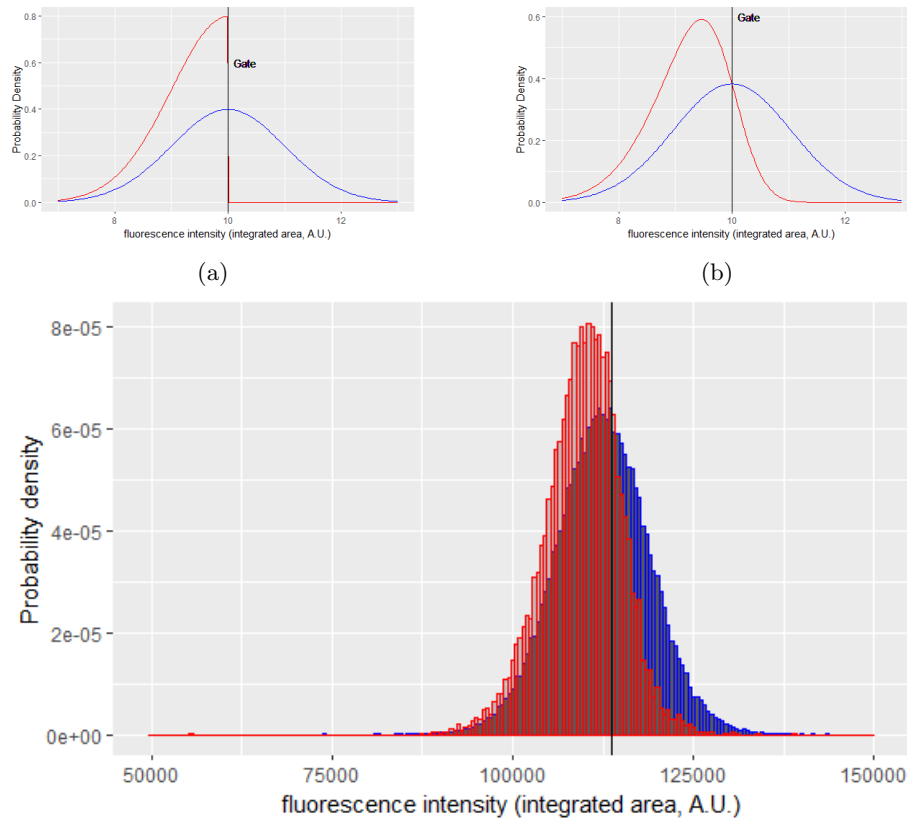 0.8
0.6
0.4
0.2
0.0
Probability Density
Gate
8
10
12
fluorescence intensity (integrated area, A.U.)
(a)
0.6
0.4
0.2
0.0
Probability Density
Gate
8
10
12
fluorescence intensity (integrated area, A.U.)
(b)
8e-05
6e-05
4e-05
2e-05
0e+00
Probability density
50000
75000
100000
125000
150000
fluorescence intensity (integrated area, A.U.)